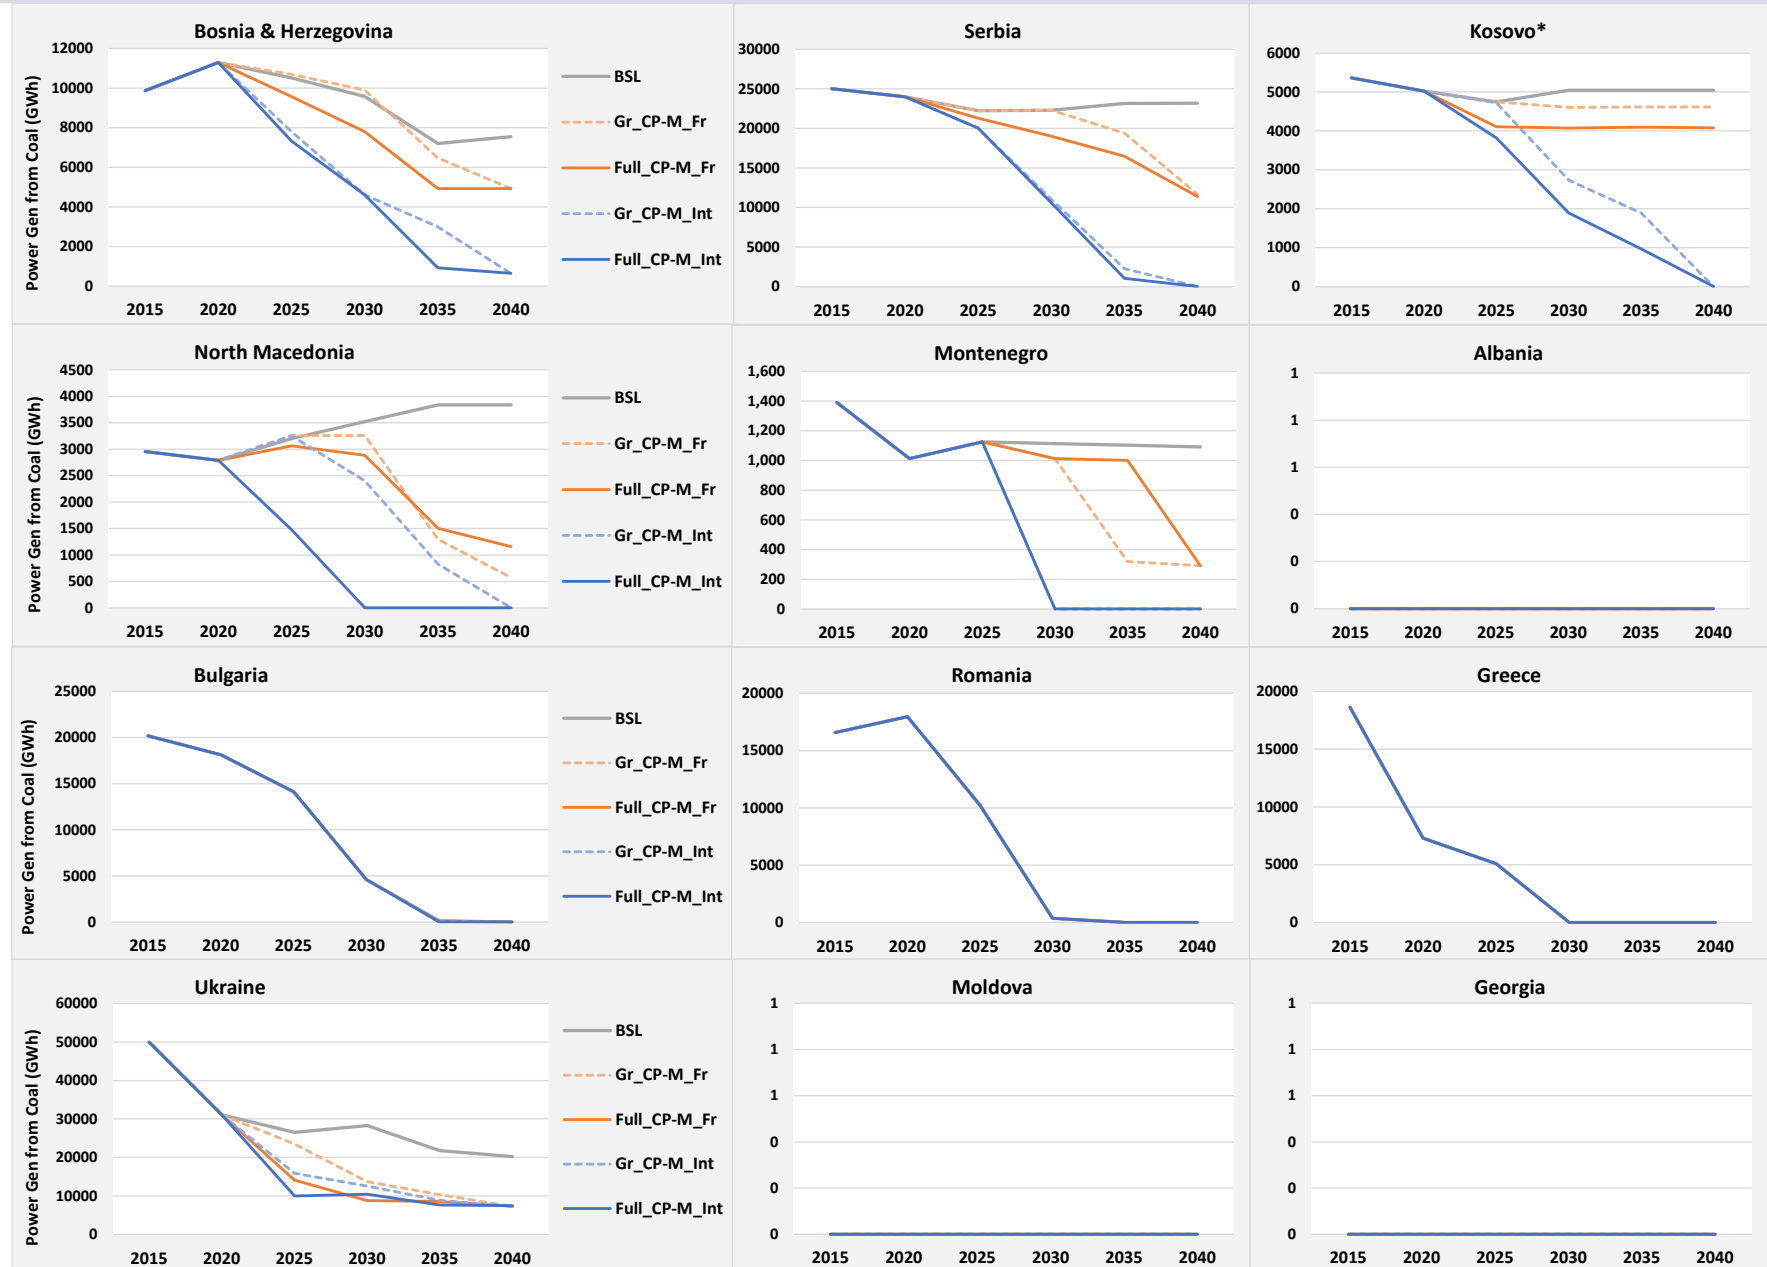 Bosnia & Herzegovina
Power Gen from Coal (GWh)
12000
10000
8000
6000
4000
2000
0
2015 2020 2025 2030 2035 2040
BSL
Gr_CP-M_Fr
Full_CP-M_Fr
Gr_CP-M_Int
Full_CP-M_Int
Serbia
30000
25000
20000
15000
10000
5000
0
2015 2020 2025 2030 2035 2040
Kosovo*
6000
5000
4000
3000
2000
1000
0
2015 2020 2025 2030 2035 2040
North Macedonia
Power Gen from Coal (GWh)
4500
4000
3500
3000
2500
2000
1500
1000
500
0
2015 2020 2025 2030 2035 2040
BSL
Gr_CP-M_Fr
Full_CP-M_Fr
Gr_CP-M_Int
Full_CP-M_Int
Montenegro
1,600
1,400
1,200
1,000
800
600
400
200
0
2015 2020 2025 2030 2035 2040
Albania
1
1
1
0
0
0
2015 2020 2025 2030 2035 2040
Bulgaria
Power Gen from Coal (GWh)
25000
20000
15000
10000
5000
0
2015 2020 2025 2030 2035 2040
BSL
Gr_CP-M_Fr
Full_CP-M_Fr
Gr_CP-M_Int
Full_CP-M_Int
Romania
20000
15000
10000
5000
0
2015 2020 2025 2030 2035 2040
Greece
20000
15000
10000
5000
0
2015 2020 2025 2030 2035 2040
Ukraine
Power Gen from Coal (GWh)
60000
50000
40000
30000
20000
10000
0
2015 2020 2025 2030 2035 2040
BSL
Gr_CP-M_Fr
Full_CP-M_Fr
Gr_CP-M_Int
Full_CP-M_Int
Moldova
1
1
1
0
0
0
2015 2020 2025 2030 2035 2040
Georgia
1
1
1
0
0
0
2015 2020 2025 2030 2035 2040